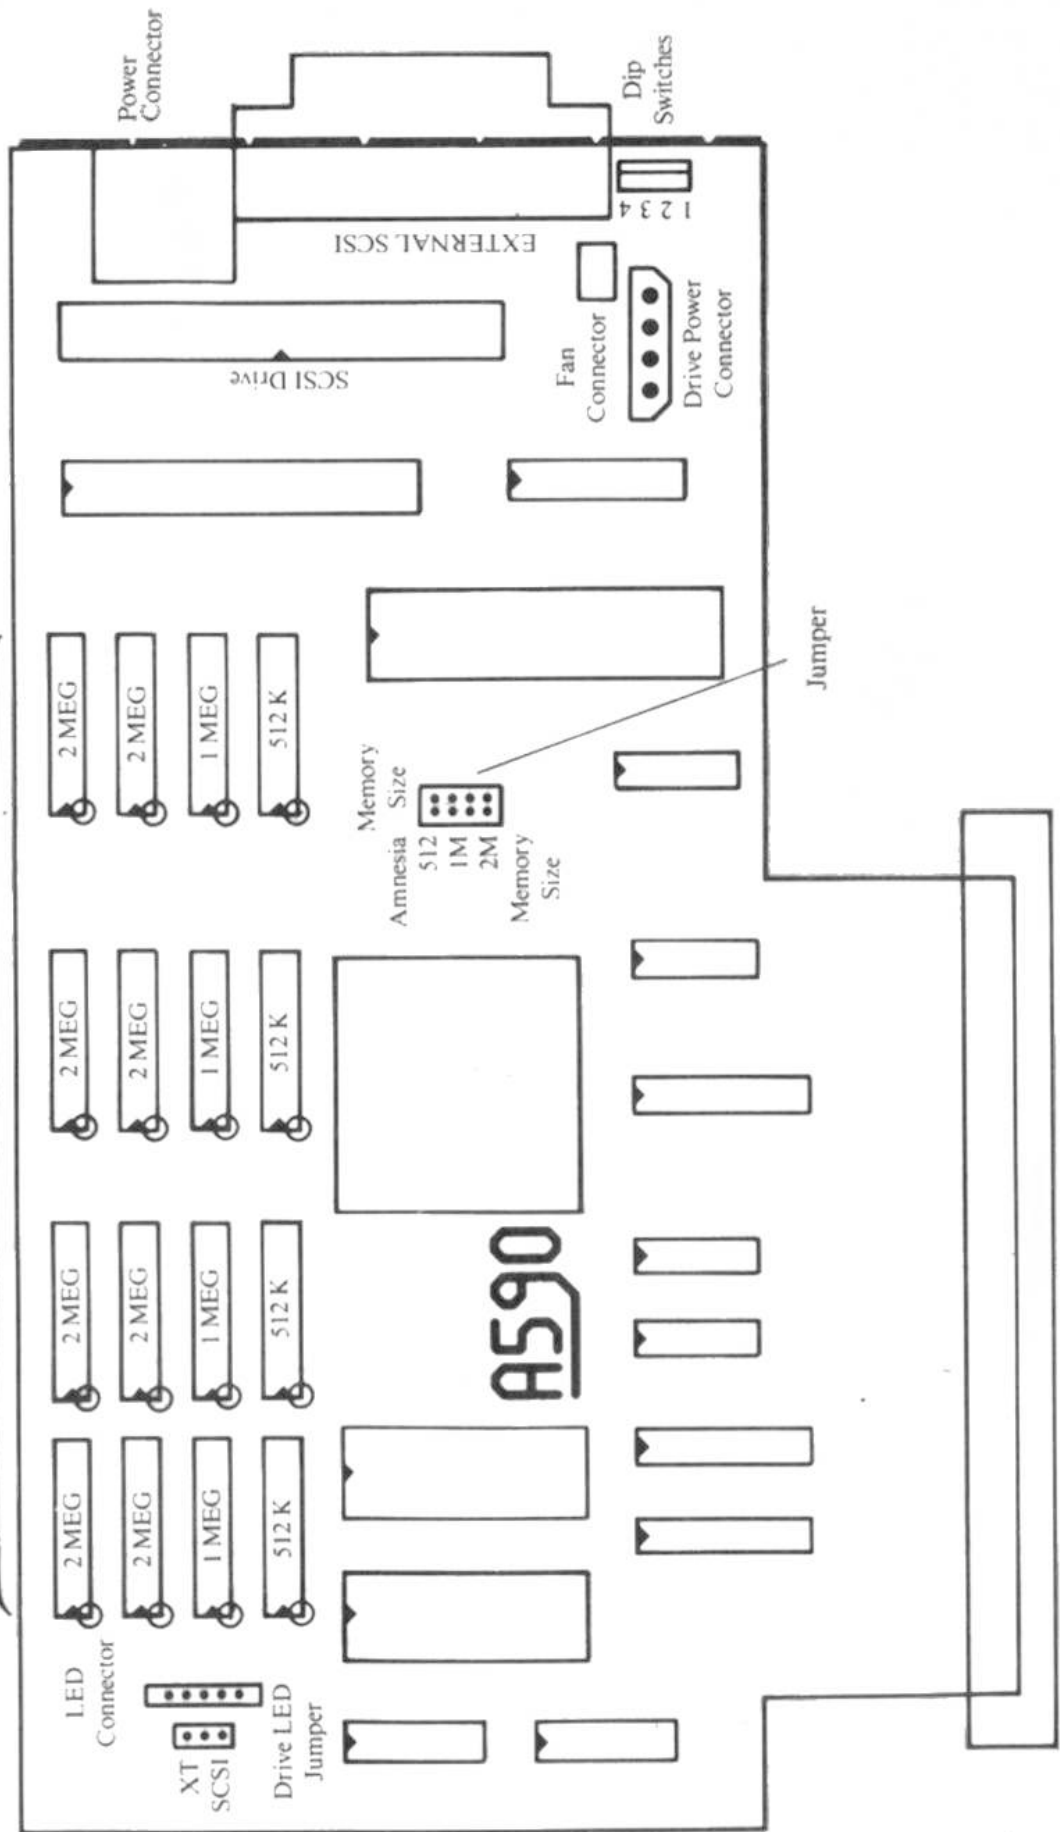 Power
Connector
Dip
Switches
1 2 3 4
EXTERNAL SCSI
SCSI Drive
Fan
Connector
Drive Power
Connector
2 MEG
2 MEG
1 MEG
512 K
Jumper
Memory
Size
Amnesia
512
1M
2M
Memory
Size
2 MEG
2 MEG
1 MEG
512 K
2 MEG
2 MEG
1 MEG
512 K
A590
2 MEG
2 MEG
1 MEG
512 K
LED
Connector
XT
SCSI
Drive LED
Jumper